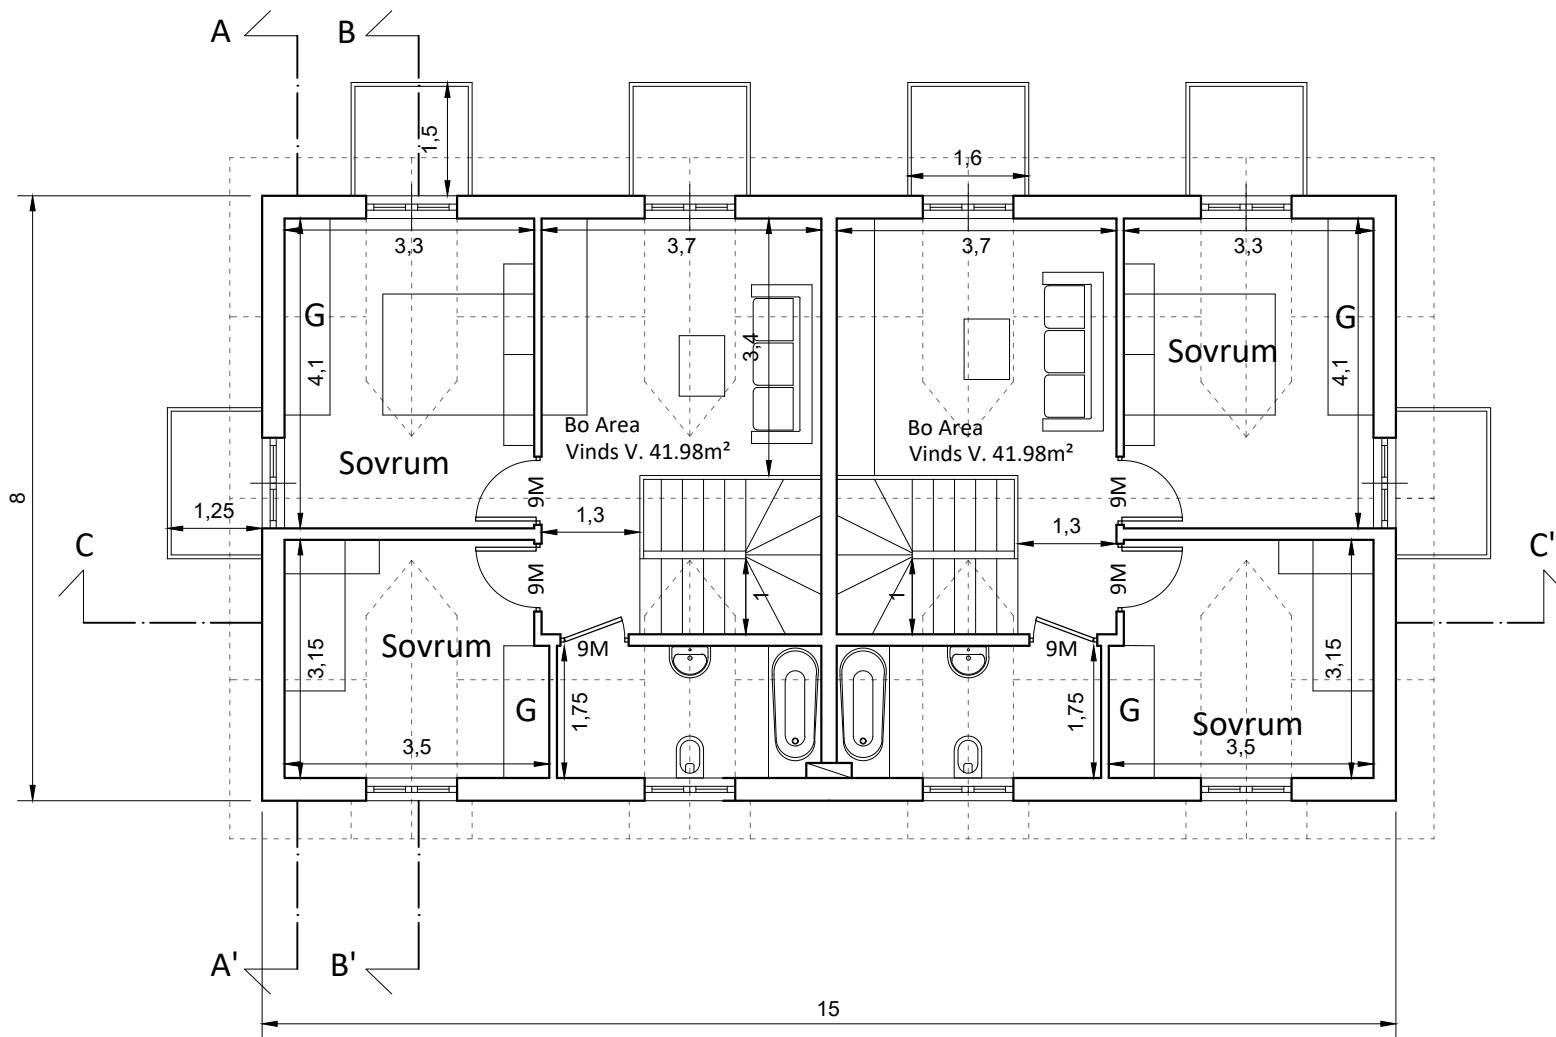 A
B
1,5
1,6
3,3
3,7
3,7
3,3
G
G
4,1
3,4
Sovrum
4,1
Bo Area
Vinds V. 41.98m²
Bo Area
Vinds V. 41.98m²
Sovrum
8
9M
9M
1,25
1,3
1,3
C
C'
9M
9M
1
1
Sovrum
3,15
9M
9M
3,15
G
1,75
1,75
G
Sovrum
3,5
3,5
A'
B'
15